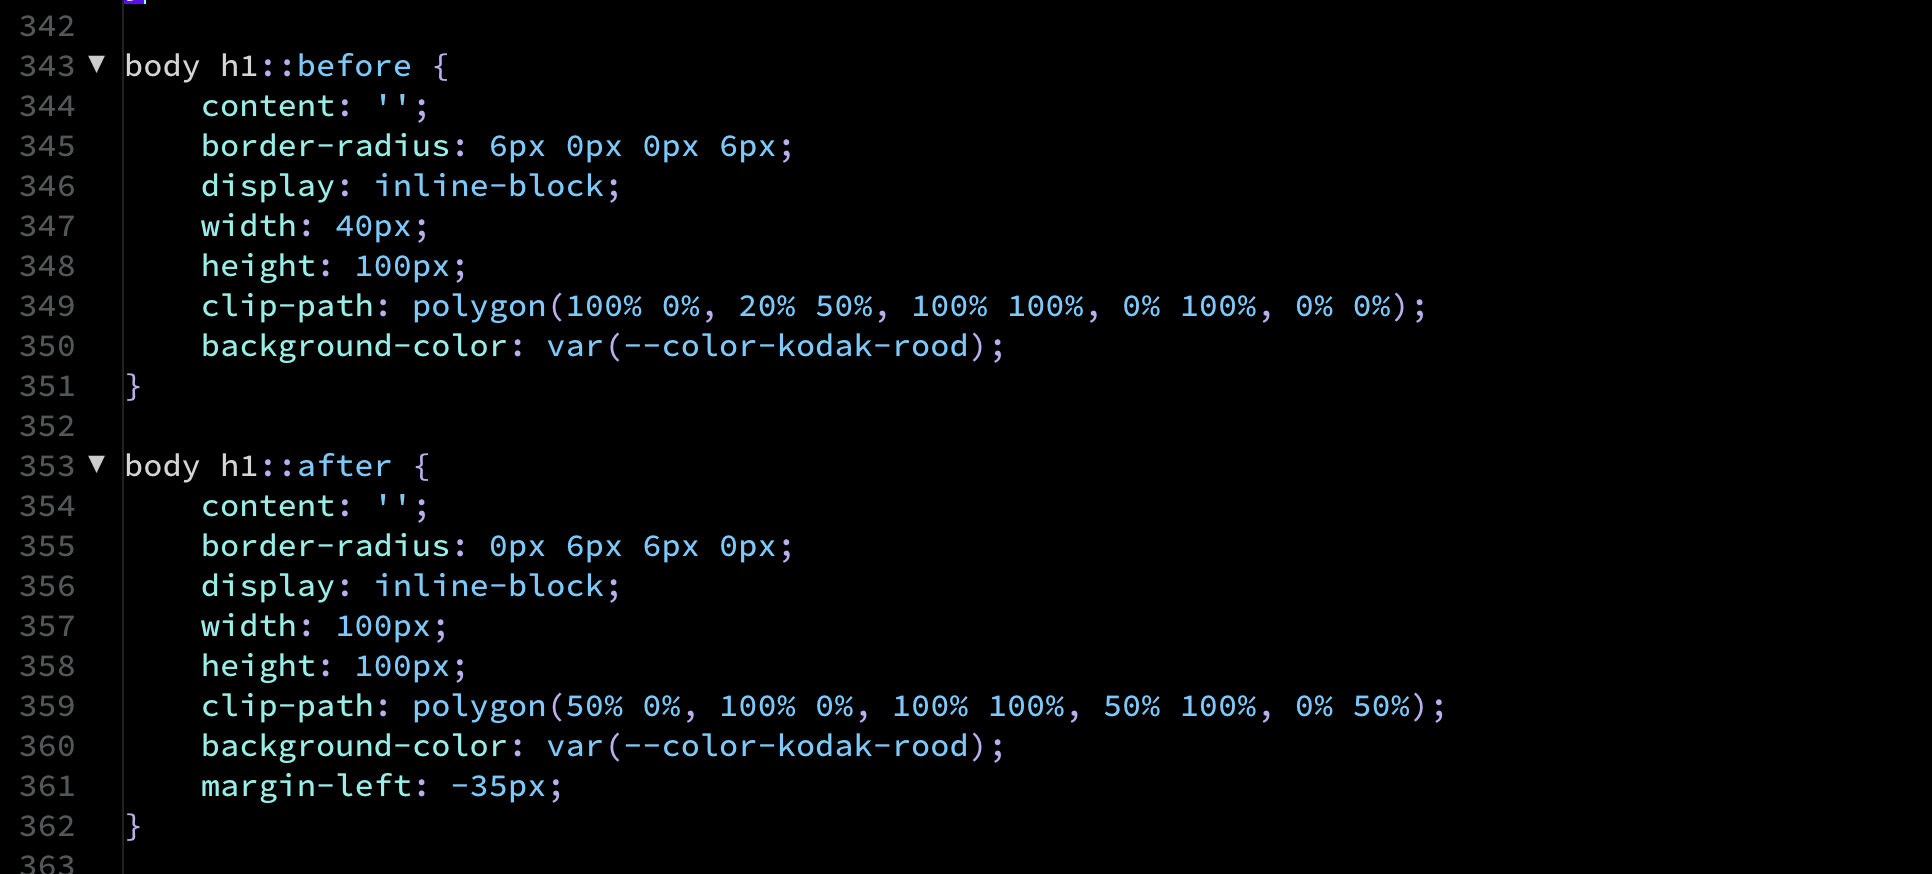 342
343 ▼ body h1::before {
344 content: '';
345 border-radius: 6px 0px 0px 6px;
346 display: inline-block;
347 width: 40px;
348 height: 100px;
349 clip-path: polygon(100% 0%, 20% 50%, 100% 100%, 0% 100%, 0% 0%);
350 background-color: var(--color-kodak-rood);
351 }
352
353 ▼ body h1::after {
354 content: '';
355 border-radius: 0px 6px 6px 0px;
356 display: inline-block;
357 width: 100px;
358 height: 100px;
359 clip-path: polygon(50% 0%, 100% 0%, 100% 100%, 50% 100%, 0% 50%);
360 background-color: var(--color-kodak-rood);
361 margin-left: -35px;
362 }
363